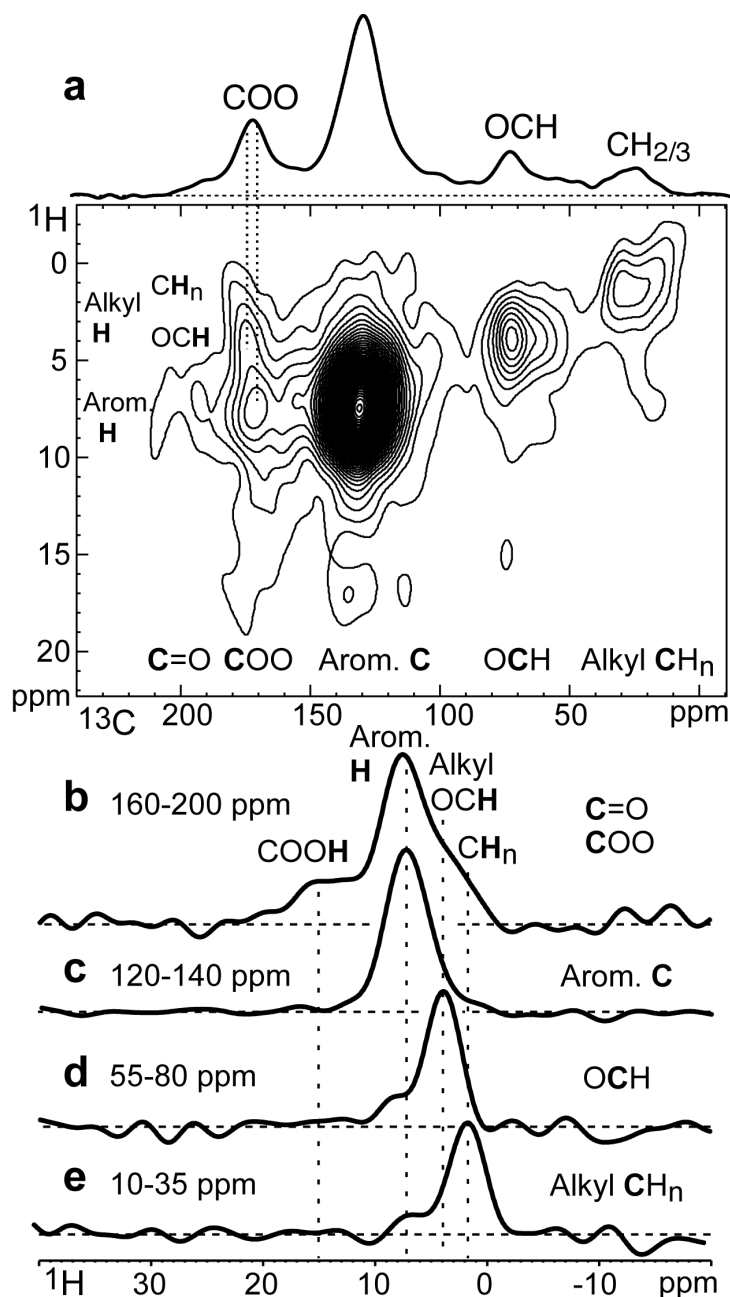 a
COO
OCH
CH2/3
1H
0
5
10
15
20
ppm
Alkyl H
CHn
OCH
Arom. H
C=O COO Arom. C OCH Alkyl CHn
13C 200 150 100 50 ppm
b 160-200 ppm
Arom. H
Alkyl
OCH
CHn
COOH
C=O
COO
c 120-140 ppm
Arom. C
d 55-80 ppm
OCH
e 10-35 ppm
Alkyl CHn
1H 30 20 10 0 -10 ppm